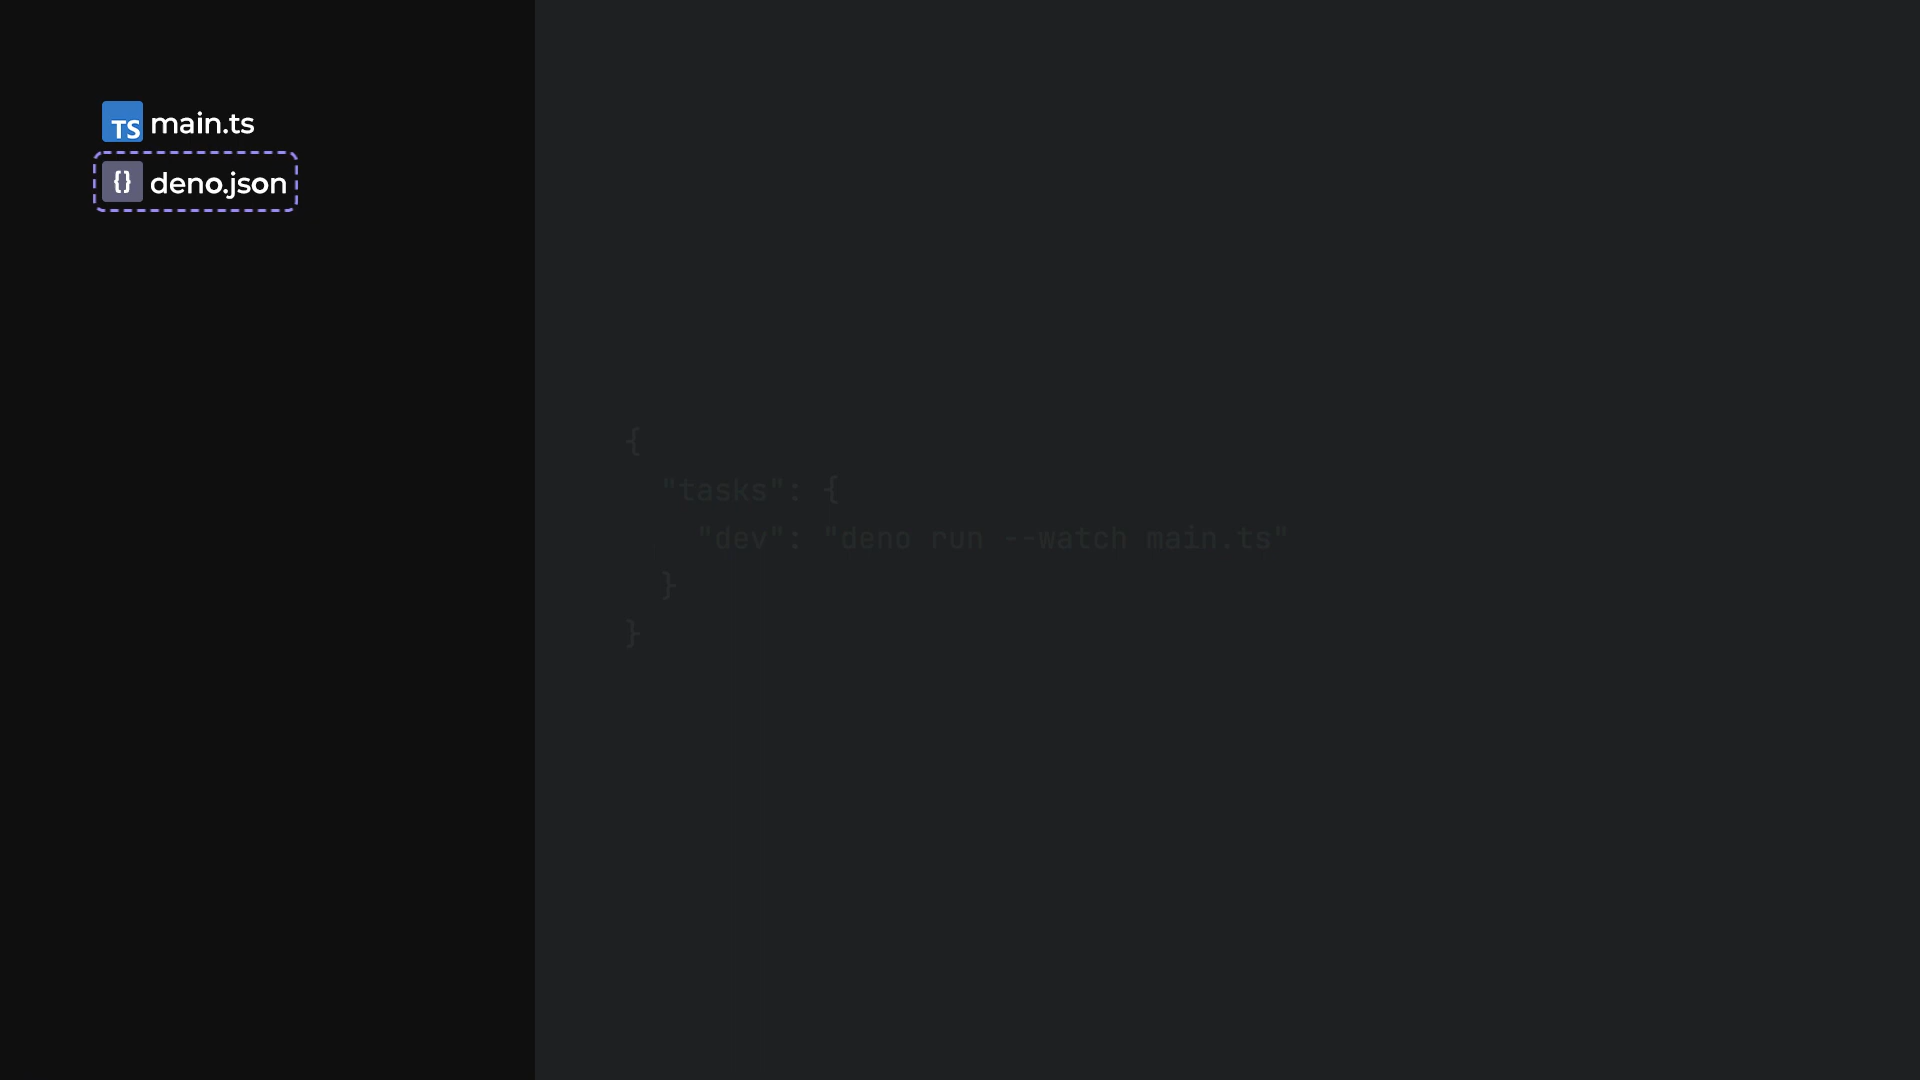 TS main.ts
{} deno.json
{
"tasks": {
"dev": "deno run --watch main.ts"
}
}